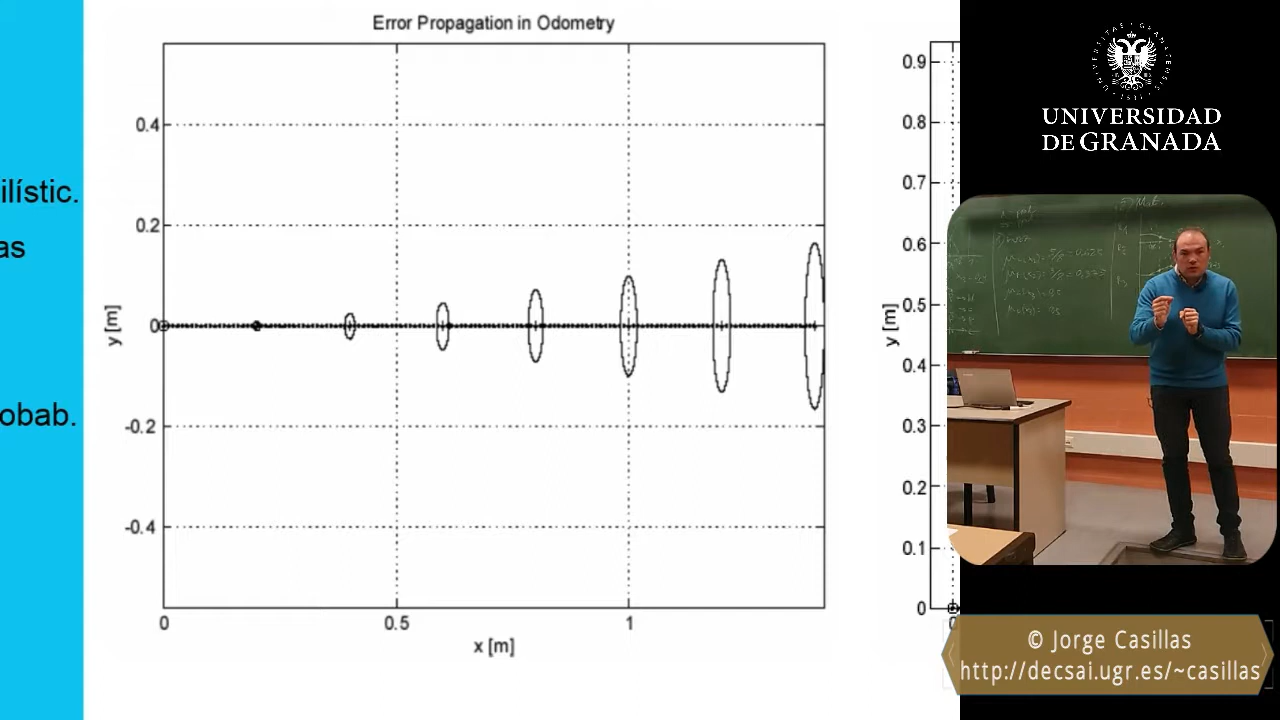 ilístic.
as
obab.
Error Propagation in Odometry
0.4
0.2
0
-0.2
-0.4
y [m]
0 0.5 1
x [m]
0.9
0.8
0.7
0.6
0.5
0.4
0.3
0.2
0.1
0
y [m]
UNIVERSIDAD
DE GRANADA
© Jorge Casillas
http://decsai.ugr.es/~casillas